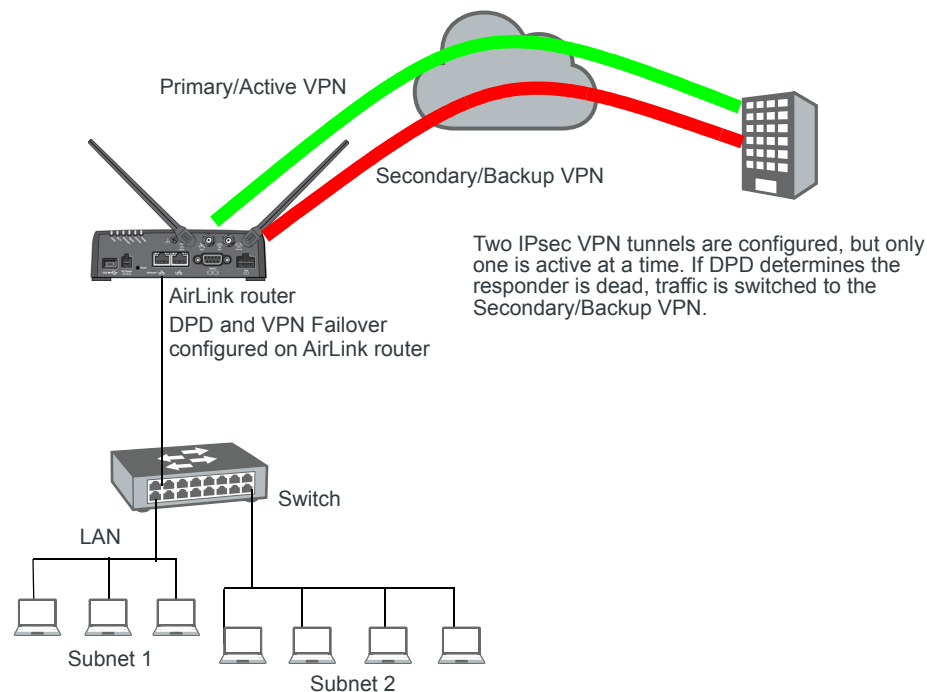 Primary/Active VPN
Secondary/Backup VPN
Two IPsec VPN tunnels are configured, but only
one is active at a time. If DPD determines the
responder is dead, traffic is switched to the
Secondary/Backup VPN.
AirLink router
DPD and VPN Failover
configured on AirLink router
Switch
LAN
Subnet 1
Subnet 2